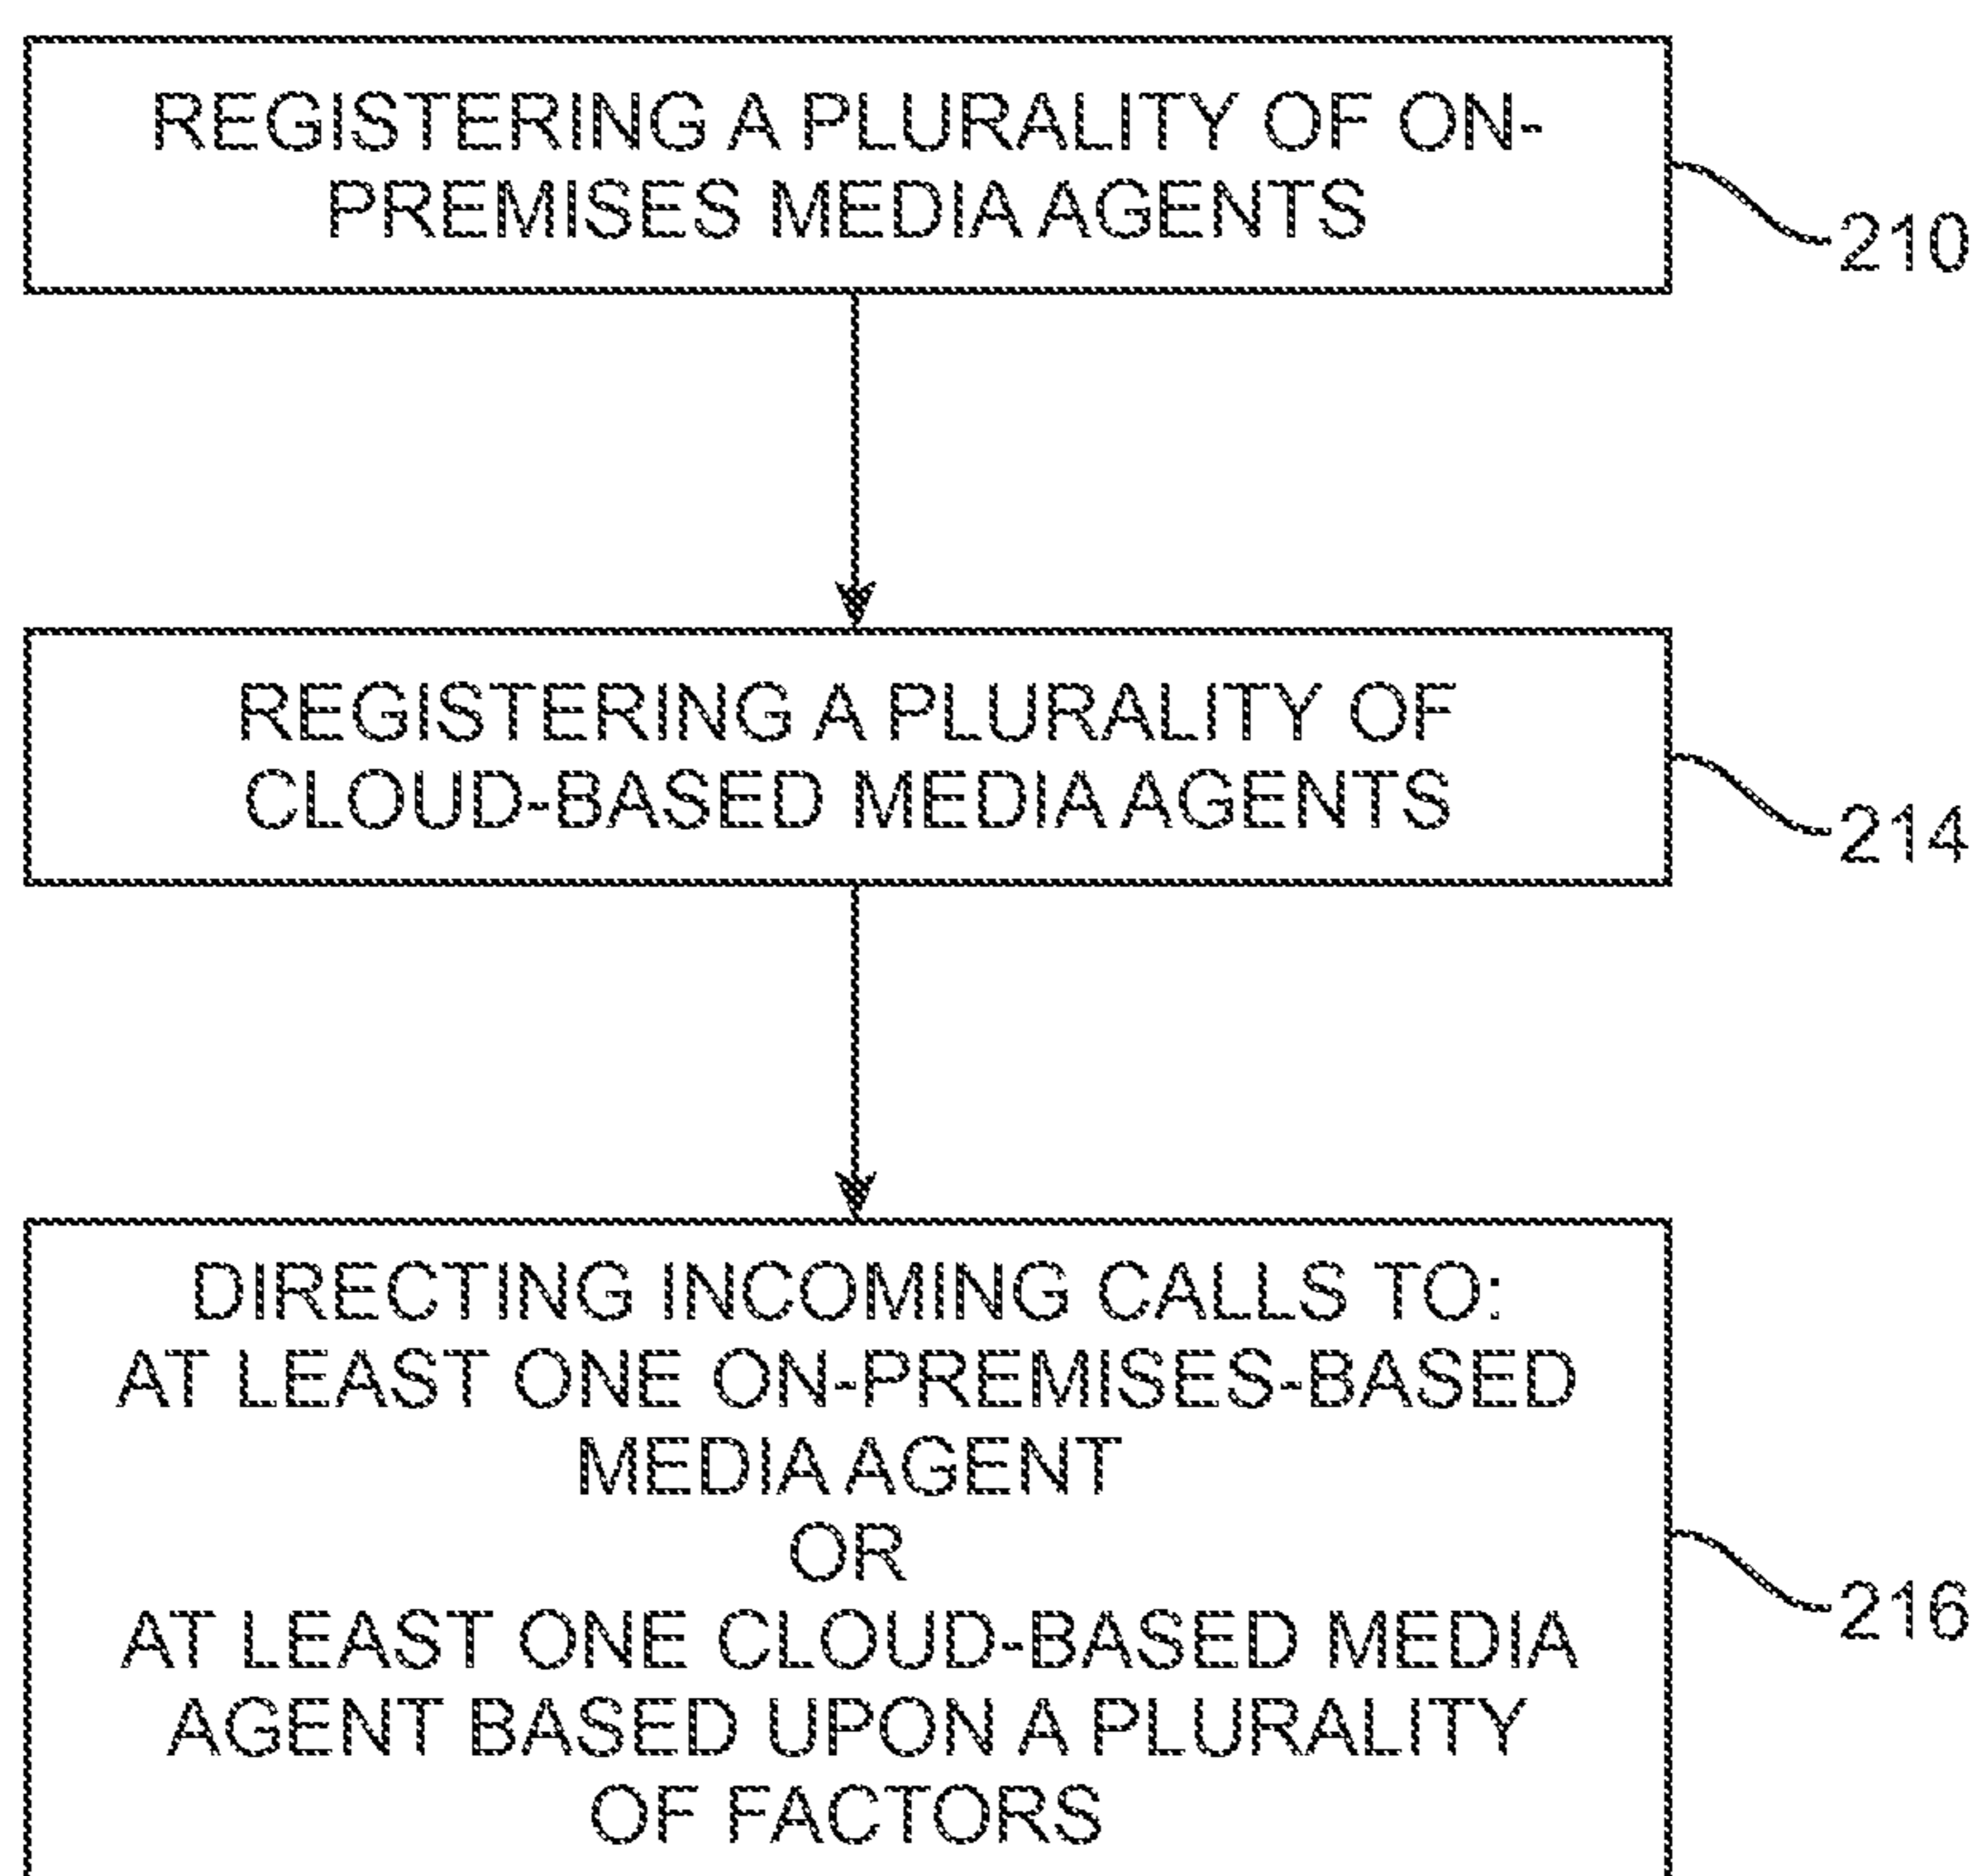 REGISTERING A PLURALITY OF ON-
PREMISES MEDIA AGENTS
210
REGISTERING A PLURALITY OF
CLOUD-BASED MEDIA AGENTS
214
DIRECTING INCOMING CALLS TO:
AT LEAST ONE ON-PREMISES-BASED
MEDIA AGENT
OR
AT LEAST ONE CLOUD-BASED MEDIA
AGENT BASED UPON A PLURALITY
OF FACTORS
216